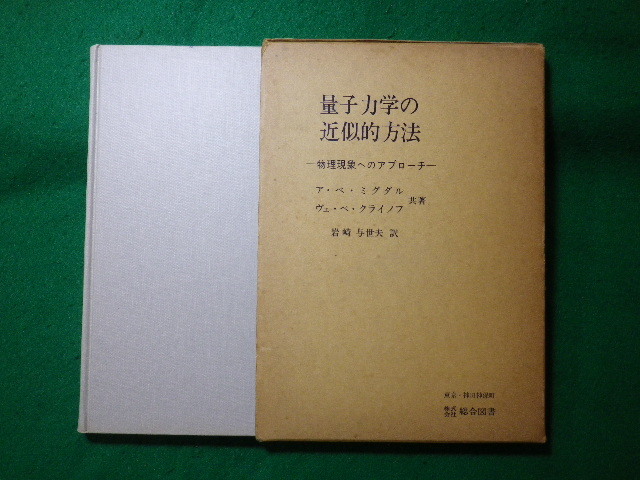 量子力学の
近似的方法
―物理現象へのアプローチ―
ア・ベ・ミグダル
ヴェ・ペ・クライノフ
共著
岩崎 与世夫 訳
東京・神田神保町
株式会社 総合図書